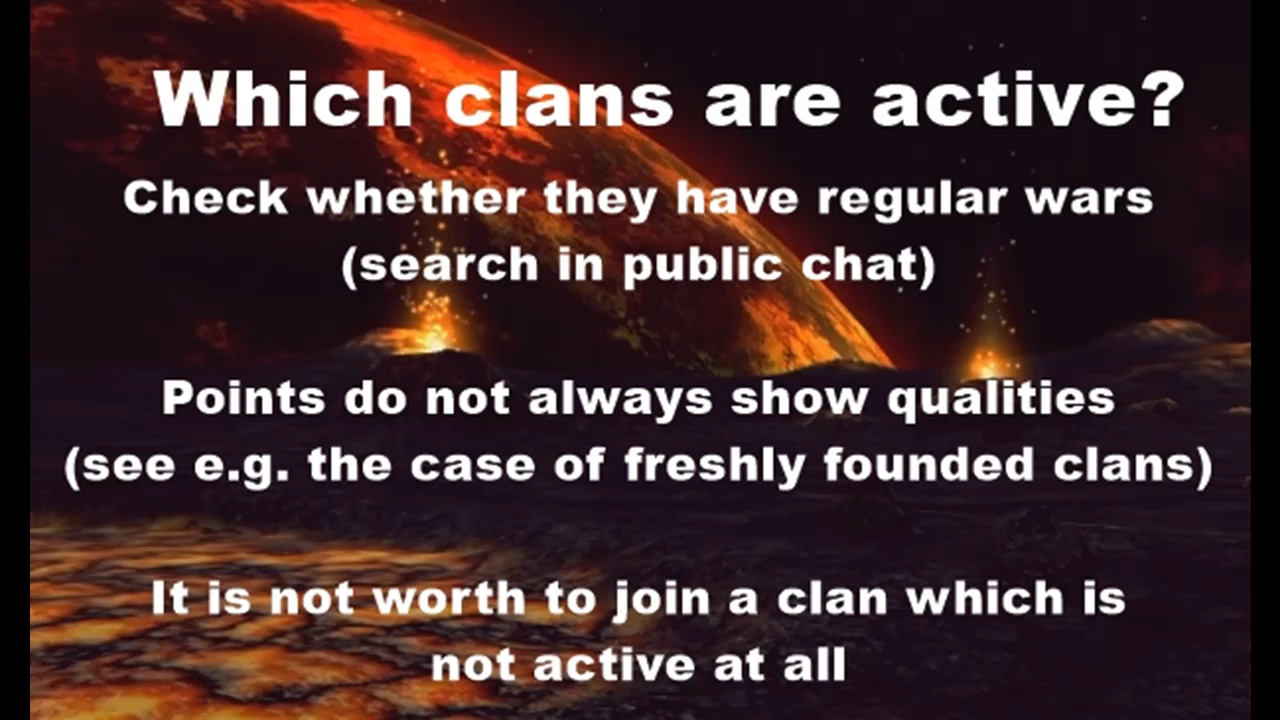 Which clans are active?
Check whether they have regular wars
(search in public chat)
Points do not always show qualities
(see e.g. the case of freshly founded clans)
It is not worth to join a clan which is
not active at all